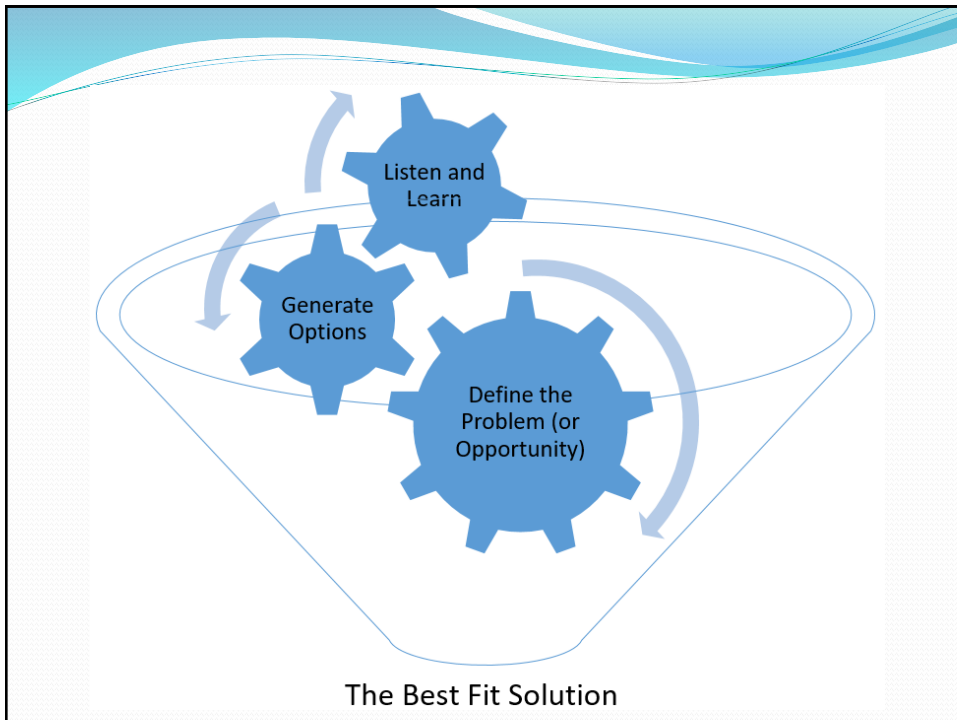 Listen and
Learn
Generate
Options
Define the
Problem (or
Opportunity)
The Best Fit Solution